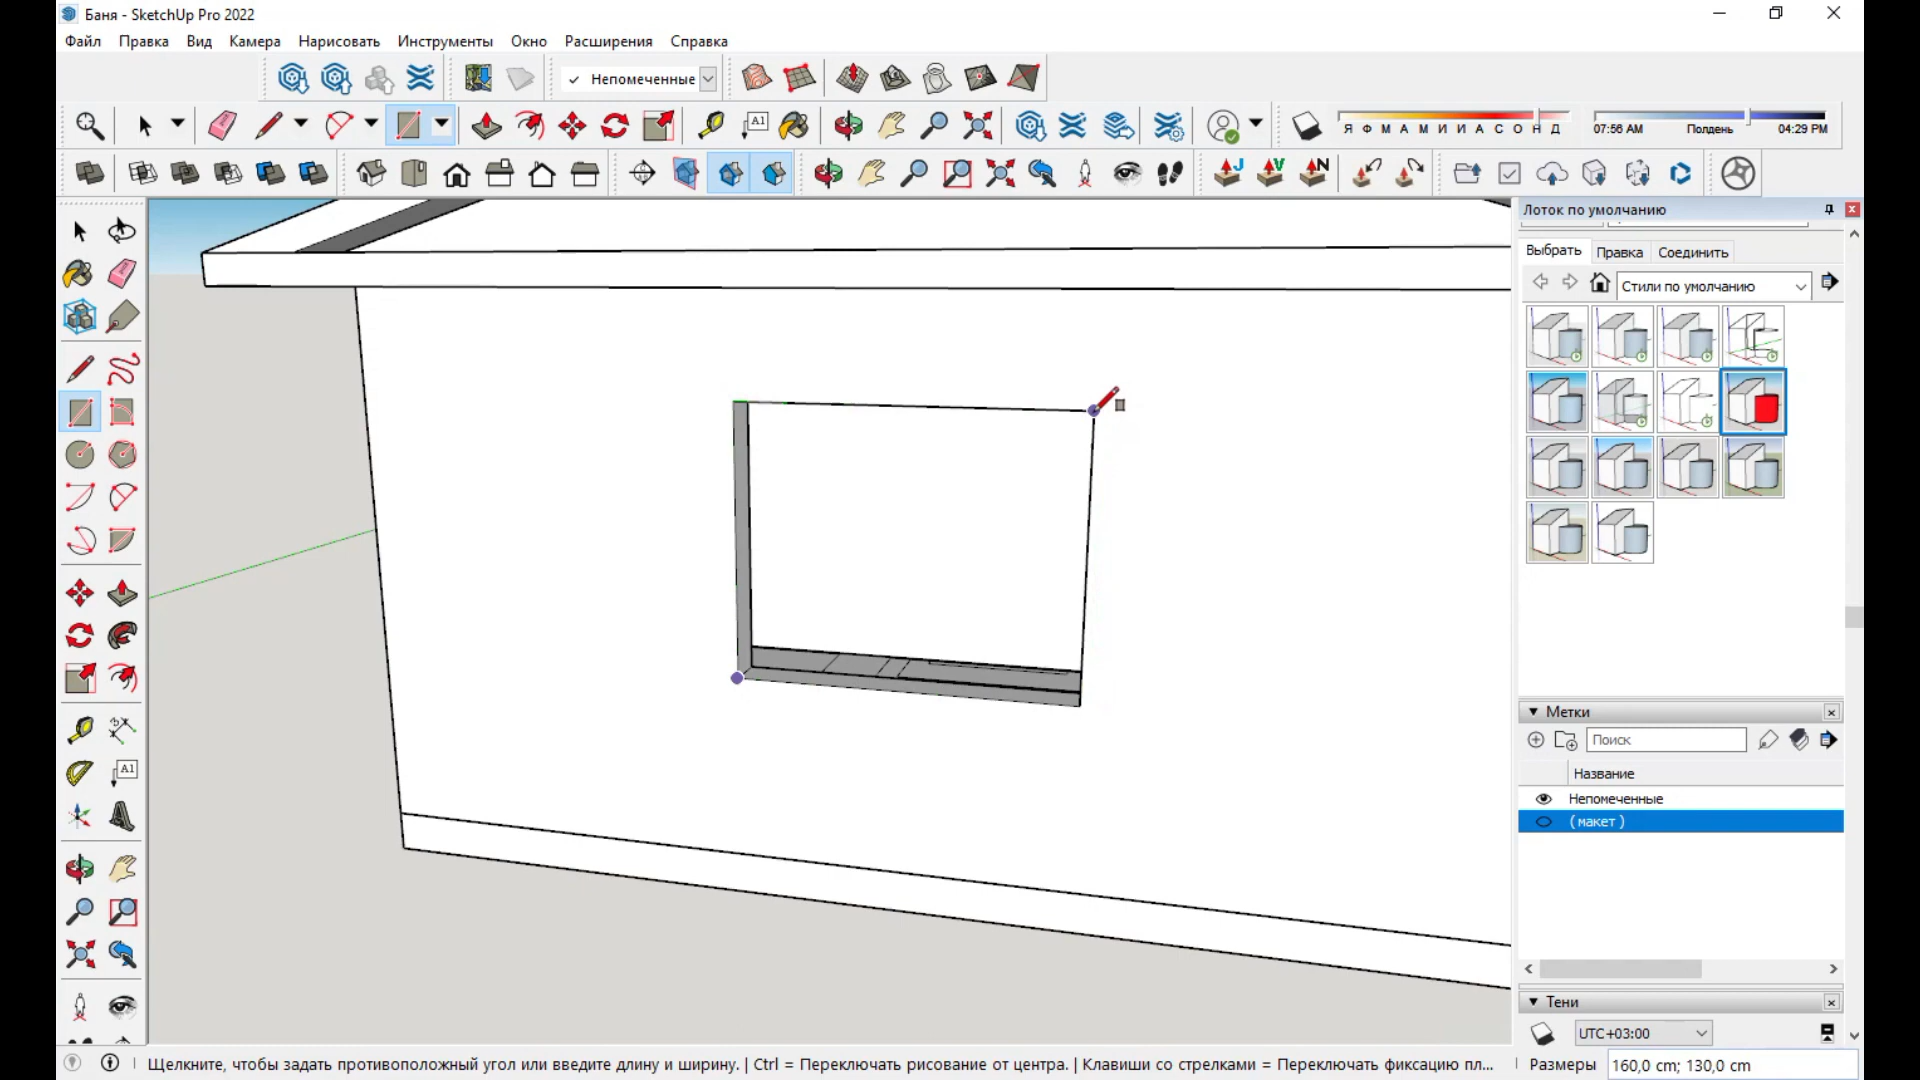 Баня - SketchUp Pro 2022
Файл Правка Вид Камера Нарисовать Инструменты Окно Расширения Справка
✓ Непомеченные
A1
Я Ф М А М И И А С О Н Д
07:56 AM Полдень 04:29 PM
J V N
Лоток по умолчанию
Выбрать Правка Соединить
Стили по умолчанию
A1
Метки
Поиск
Название
Непомеченные
( макет )
Тени
UTC+03:00
Щелкните, чтобы задать противоположный угол или введите длину и ширину. | Ctrl = Переключать рисование от центра. | Клавиши со стрелками = Переключать фиксацию пл...
Размеры 160,0 cm; 130,0 cm